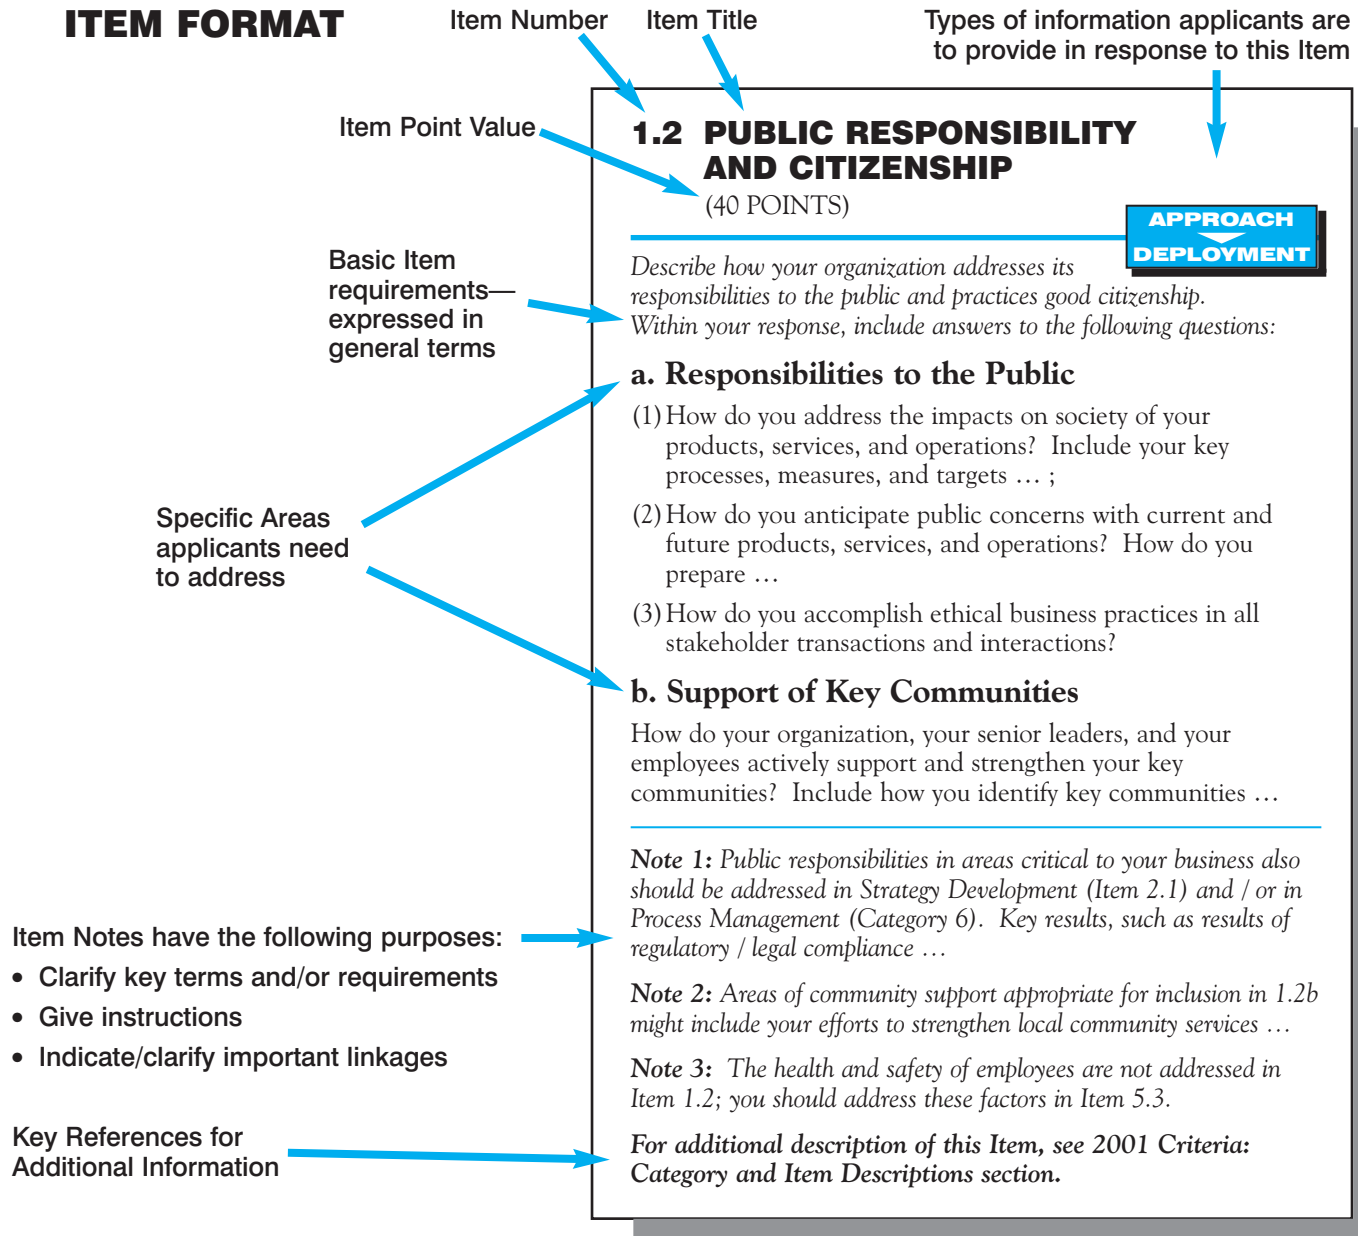 ITEM FORMAT
Item Number
Item Title
Types of information applicants are
to provide in response to this Item
Item Point Value
1.2 PUBLIC RESPONSIBILITY
AND CITIZENSHIP
(40 POINTS)
APPROACH
DEPLOYMENT
Basic Item
requirements—
expressed in
general terms
Describe how your organization addresses its
responsibilities to the public and practices good citizenship.
Within your response, include answers to the following questions:
a. Responsibilities to the Public
(1) How do you address the impacts on society of your
products, services, and operations? Include your key
processes, measures, and targets … ;
(2) How do you anticipate public concerns with current and
future products, services, and operations? How do you
prepare …
(3) How do you accomplish ethical business practices in all
stakeholder transactions and interactions?
Specific Areas
applicants need
to address
b. Support of Key Communities
How do your organization, your senior leaders, and your
employees actively support and strengthen your key
communities? Include how you identify key communities …
Note 1: Public responsibilities in areas critical to your business also
should be addressed in Strategy Development (Item 2.1) and / or in
Process Management (Category 6). Key results, such as results of
regulatory / legal compliance …
Note 2: Areas of community support appropriate for inclusion in 1.2b
might include your efforts to strengthen local community services …
Note 3: The health and safety of employees are not addressed in
Item 1.2; you should address these factors in Item 5.3.
For additional description of this Item, see 2001 Criteria:
Category and Item Descriptions section.
Item Notes have the following purposes:
• Clarify key terms and/or requirements
• Give instructions
• Indicate/clarify important linkages
Key References for
Additional Information